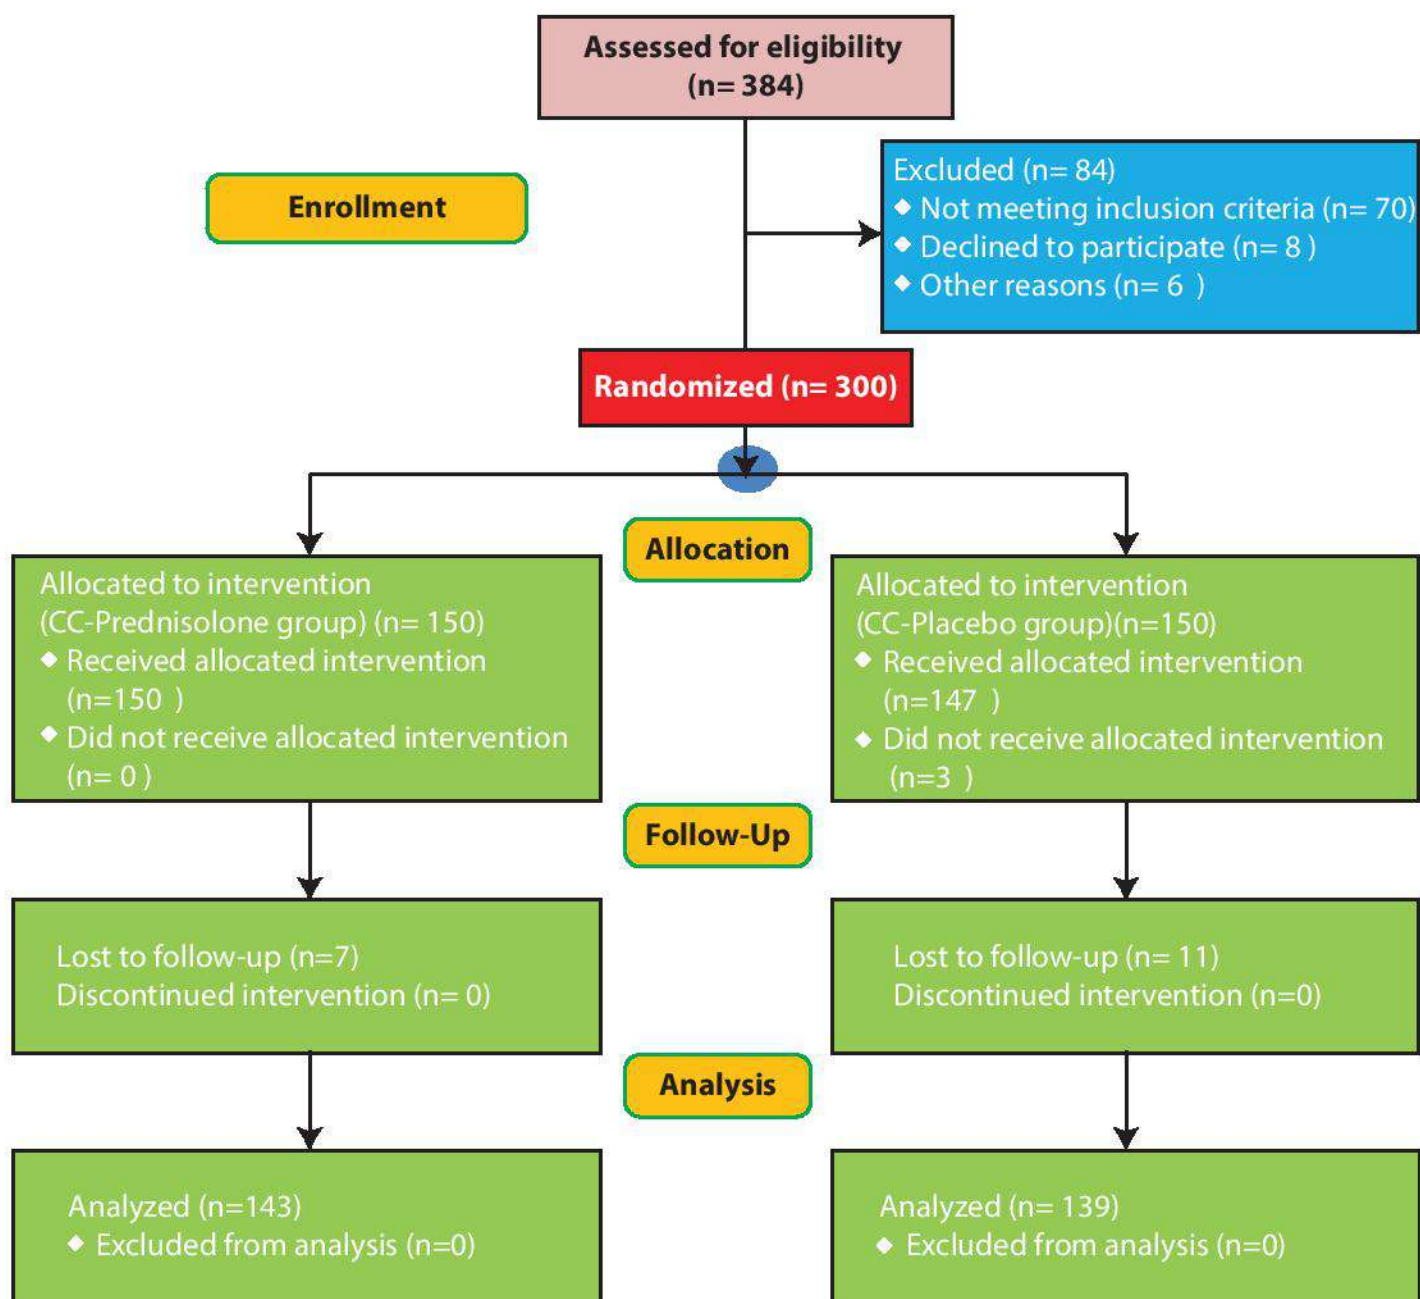 Assessed for eligibility
(n= 384)
Enrollment
Excluded (n= 84)
◆ Not meeting inclusion criteria (n= 70)
◆ Declined to participate (n= 8 )
◆ Other reasons (n= 6  )
Randomized (n= 300)
Allocation
Allocated to intervention
(CC-Prednisolone group) (n= 150)
◆ Received allocated intervention
(n=150  )
◆ Did not receive allocated intervention
(n= 0 )
Allocated to intervention
(CC-Placebo group)(n=150)
◆ Received allocated intervention
(n=147  )
◆ Did not receive allocated intervention
(n=3  )
Follow-Up
Lost to follow-up (n=7)
Discontinued intervention (n= 0)
Lost to follow-up (n= 11)
Discontinued intervention (n=0)
Analysis
Analyzed (n=143)
◆ Excluded from analysis (n=0)
Analyzed (n= 139)
◆ Excluded from analysis (n=0)